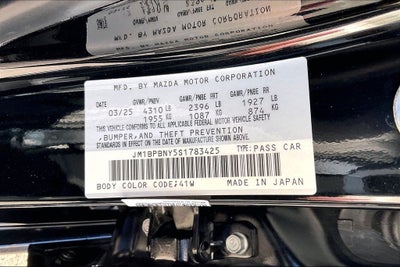 MFD. BY MAZDA MOTOR CORPORATION
GVWR/PNBV GAWR/PNBE FRT GAWR/PNBE RR
03/25 4310 LB 2396 LB 1927 LB
1955 KG 1087 KG 874 KG
THIS VEHICLE CONFORMS TO ALL APPLICABLE FEDERAL MOTOR VEHICLE SAFETY
, BUMPER, AND THEFT PREVENTION
STANDARDS IN EFFECT ON THE DATE OF MANUFACTURE SHOWN ABOVE.
JM1BPBNY5S1783425 TYPE: PASS CAR
BODY COLOR CODE: 41W MADE IN JAPAN